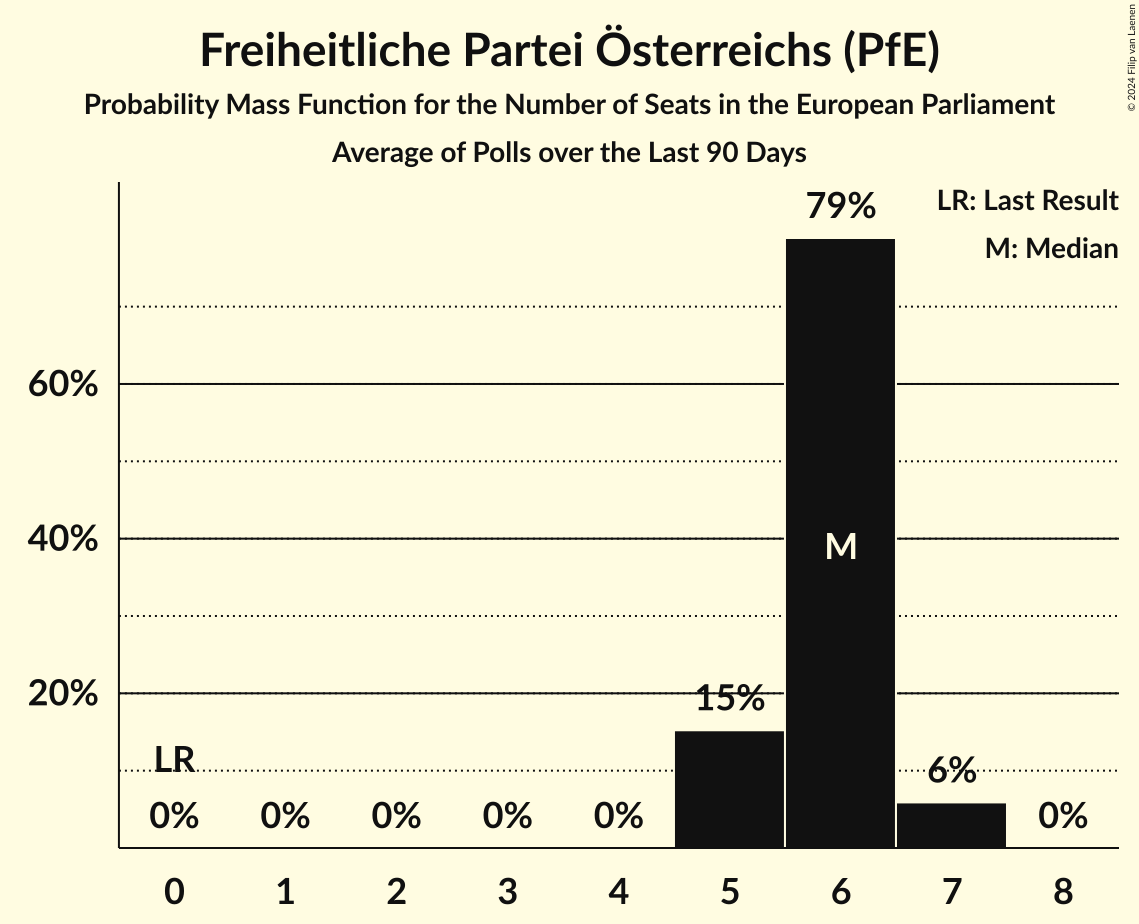 Freiheitliche Partei Österreichs (PfE)
Probability Mass Function for the Number of Seats in the European Parliament
Average of Polls over the Last 90 Days
© 2024 Filip van Laenen
LR: Last Result
M: Median
79%
60%
40%
M
20%
15%
LR
6%
0% 0% 0% 0% 0% 0%
0 1 2 3 4 5 6 7 8